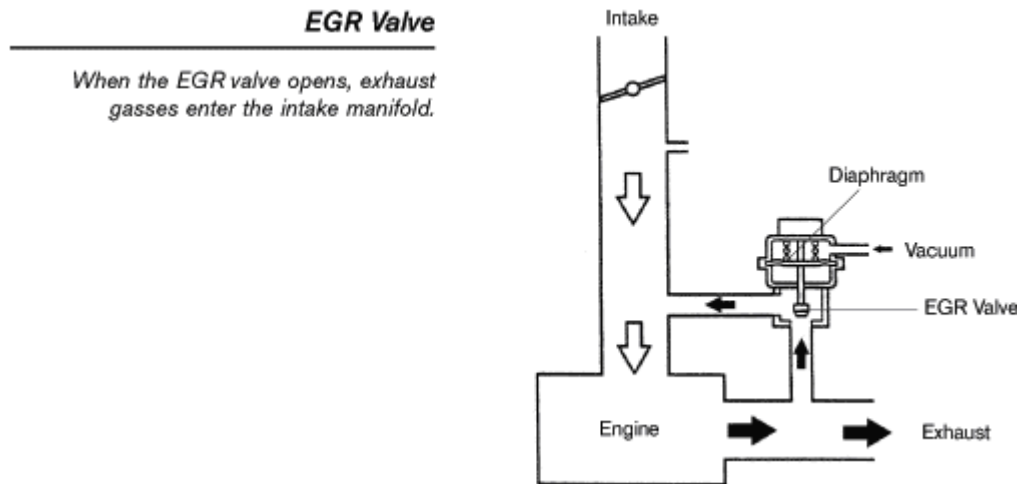 EGR Valve
When the EGR valve opens, exhaust
gasses enter the intake manifold.
Intake
Diaphragm
Vacuum
EGR Valve
Engine
Exhaust